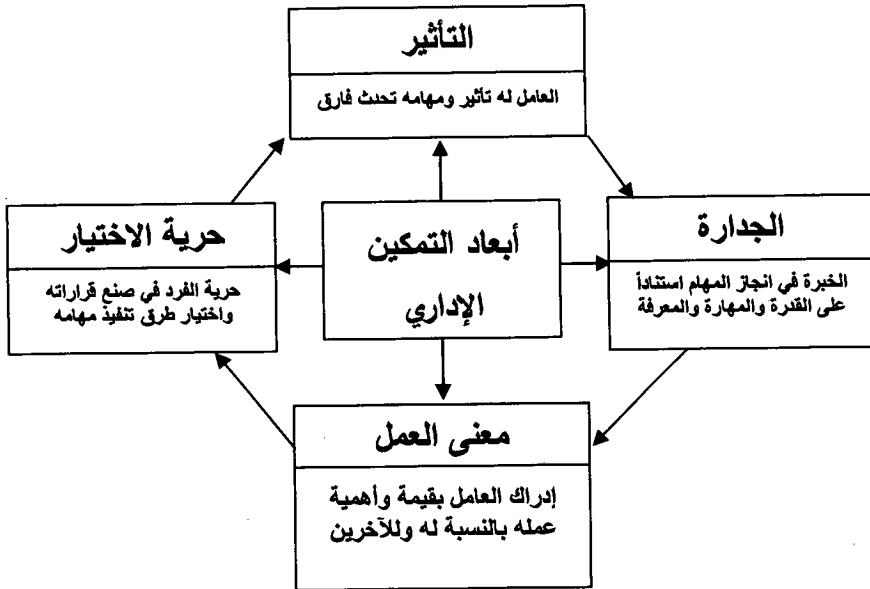 التأثير
العامل له تأثير ومهامه تحدث فارق
الجدارة
الخبرة في انجاز المهام استناداً
على القدرة والمهارة والمعرفة
أبعاد التمكين
الإداري
حرية الاختيار
حرية الفرد في صنع قراراته
واختيار طرق تنفيذ مهامه
معنى العمل
إدراك العامل بقيمة وأهمية
عمله بالنسبة له وللآخرين